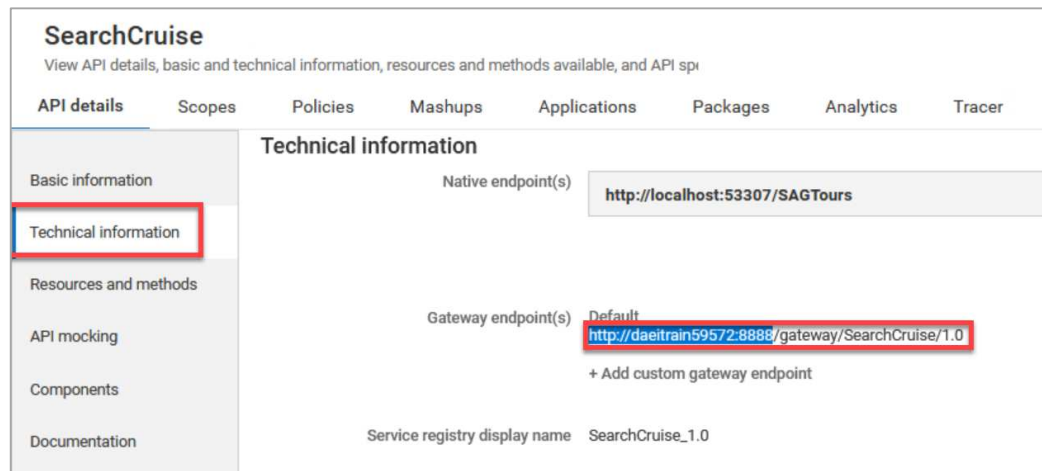 SearchCruise
View API details, basic and technical information, resources and methods available, and API spe
API details Scopes Policies Mashups Applications Packages Analytics Tracer
Technical information
Basic information
Native endpoint(s) http://localhost:53307/SAGTours
Technical information
Resources and methods
Gateway endpoint(s) Default
API mocking
http://daeitrain59572:8888/gateway/SearchCruise/1.0
+ Add custom gateway endpoint
Components
Service registry display name SearchCruise_1.0
Documentation